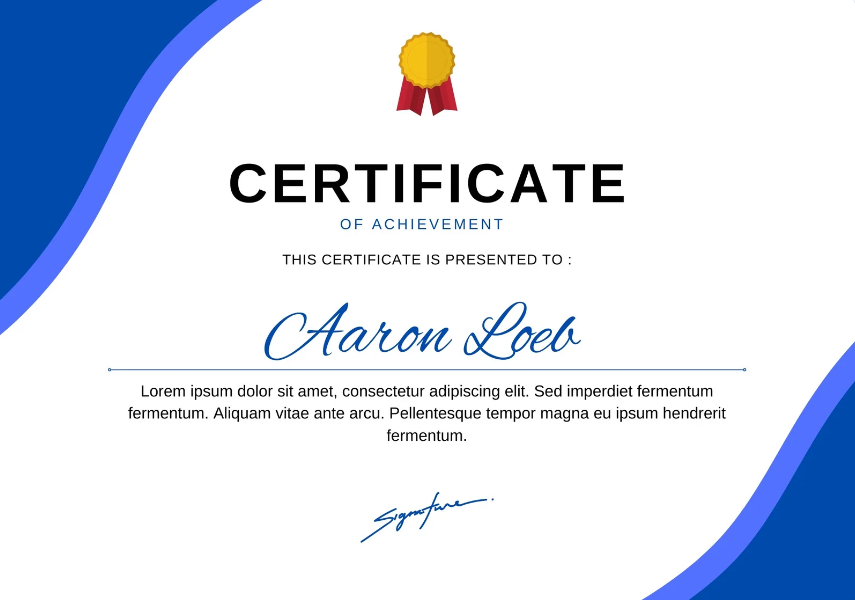 CERTIFICATE
OF ACHIEVEMENT
THIS CERTIFICATE IS PRESENTED TO :
Aaron Loeb
Lorem ipsum dolor sit amet, consectetur adipiscing elit. Sed imperdiet fermentum
fermentum. Aliquam vitae ante arcu. Pellentesque tempor magna eu ipsum hendrerit
fermentum.
Signature